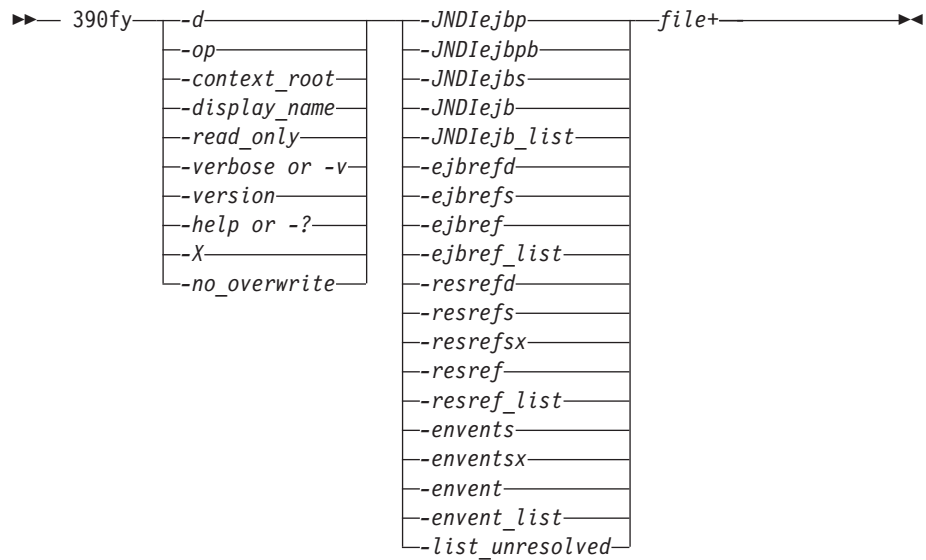 390fy -d -JNDIejbp file+
-op -JNDIejbpb
-context_root -JNDIejbs
-display_name -JNDIejb
-read_only -JNDIejb_list
-verbose or -v -ejbrefd
-version -ejbrefs
-help or -? -ejbref
-X -ejbref_list
-no_overwrite -resrefd
-resrefs
-resrefsx
-resref
-resref_list
-envents
-enventsx
-envent
-envent_list
-list_unresolved